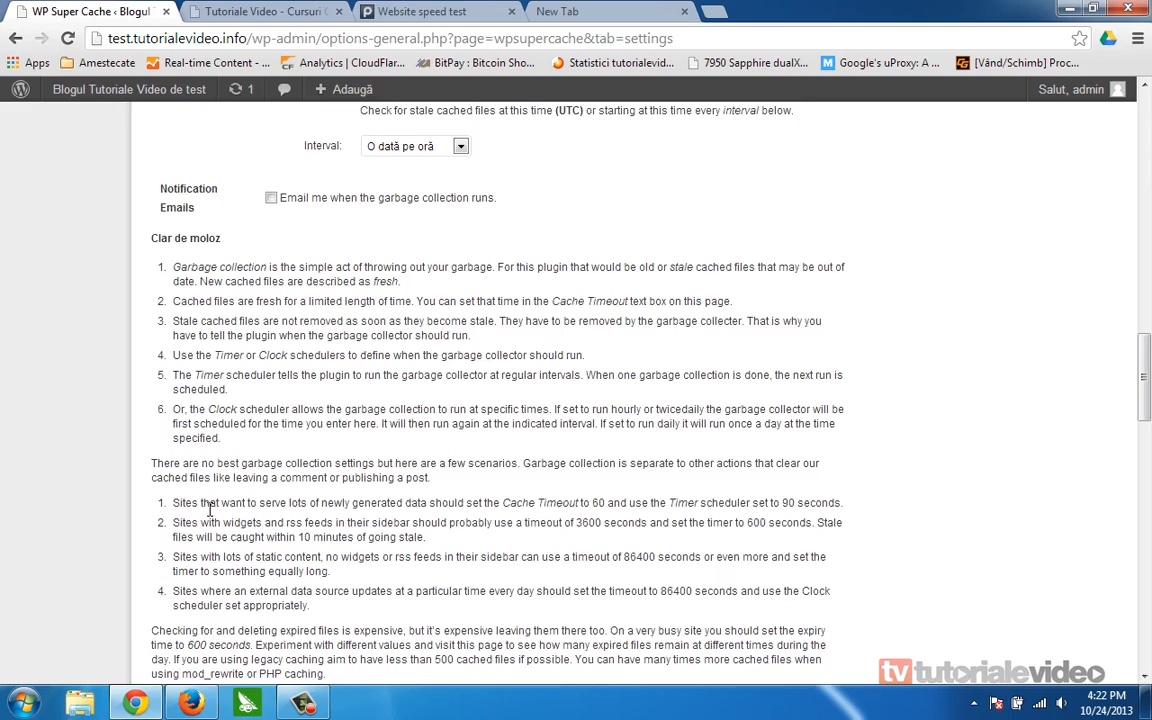 WP Super Cache ‹ Blogul
Tutoriale Video - Cursuri
Website speed test
New Tab
test.tutorialevideo.info/wp-admin/options-general.php?page=wpsupercache&tab=settings
Apps
Amestecate
Real-time Content -
Analytics | CloudFlar...
BitPay : Bitcoin Sho...
Statistici tutorialevid...
7950 Sapphire dualX...
Google's uProxy: A ...
[Vând/Schimb] Proc...
Blogul Tutoriale Video de test
1
Adaugă
Salut, admin
Check for stale cached files at this time (UTC) or starting at this time every interval below.
Interval:
O dată pe oră
Notification
Emails
Email me when the garbage collection runs.
Clar de moloz
1. Garbage collection is the simple act of throwing out your garbage. For this plugin that would be old or stale cached files that may be out of
date. New cached files are described as fresh.
2. Cached files are fresh for a limited length of time. You can set that time in the Cache Timeout text box on this page.
3. Stale cached files are not removed as soon as they become stale. They have to be removed by the garbage collecter. That is why you
have to tell the plugin when the garbage collector should run.
4. Use the Timer or Clock schedulers to define when the garbage collector should run.
5. The Timer scheduler tells the plugin to run the garbage collector at regular intervals. When one garbage collection is done, the next run is
scheduled.
6. Or, the Clock scheduler allows the garbage collection to run at specific times. If set to run hourly or twicedaily the garbage collector will be
first scheduled for the time you enter here. It will then run again at the indicated interval. If set to run daily it will run once a day at the time
specified.
There are no best garbage collection settings but here are a few scenarios. Garbage collection is separate to other actions that clear our
cached files like leaving a comment or publishing a post.
1. Sites that want to serve lots of newly generated data should set the Cache Timeout to 60 and use the Timer scheduler set to 90 seconds.
2. Sites with widgets and rss feeds in their sidebar should probably use a timeout of 3600 seconds and set the timer to 600 seconds. Stale
files will be caught within 10 minutes of going stale.
3. Sites with lots of static content, no widgets or rss feeds in their sidebar can use a timeout of 86400 seconds or even more and set the
timer to something equally long.
4. Sites where an external data source updates at a particular time every day should set the timeout to 86400 seconds and use the Clock
scheduler set appropriately.
Checking for and deleting expired files is expensive, but it's expensive leaving them there too. On a very busy site you should set the expiry
time to 600 seconds. Experiment with different values and visit this page to see how many expired files remain at different times during the
day. If you are using legacy caching aim to have less than 500 cached files if possible. You can have many times more cached files when
using mod_rewrite or PHP caching.
tv tutorialevideo
4:22 PM
10/24/2013